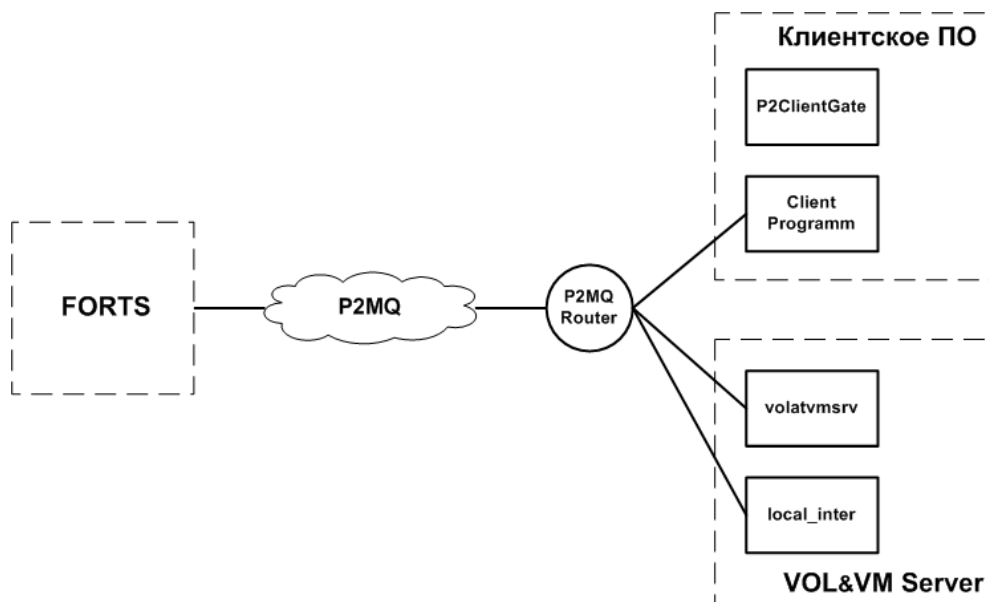 Клиентское ПО
P2ClientGate
Client
Programm
FORTS
P2MQ
P2MQ
Router
volatvmsrv
local_inter
VOL&VM Server